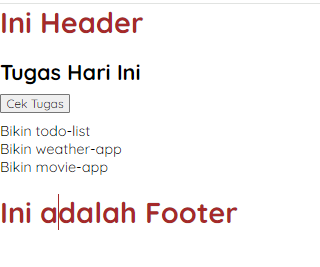 Ini Header
Tugas Hari Ini
Cek Tugas
Bikin todo-list
Bikin weather-app
Bikin movie-app
Ini adalah Footer